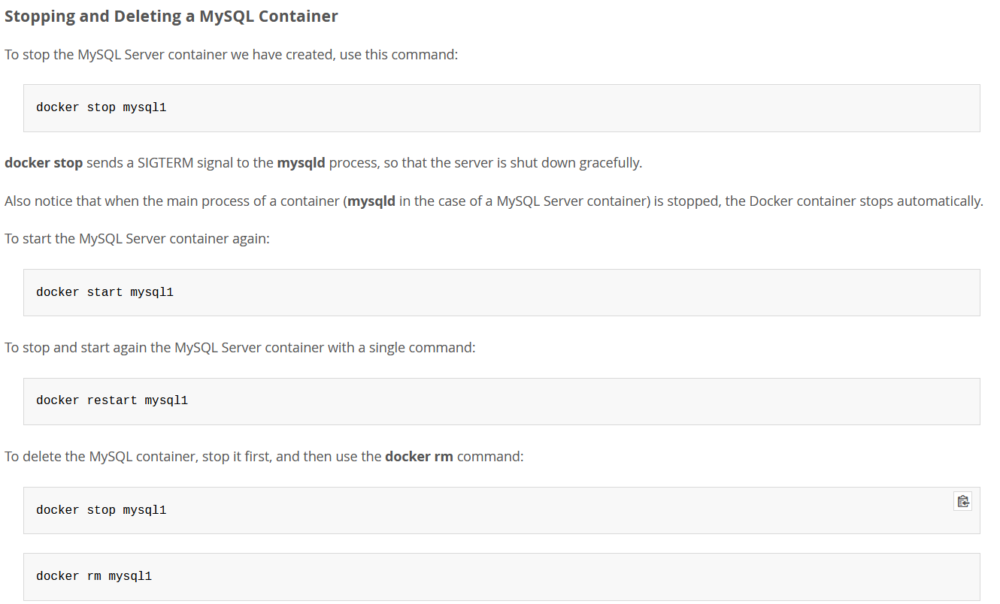 Stopping and Deleting a MySQL Container
To stop the MySQL Server container we have created, use this command:
docker stop mysql1
docker stop sends a SIGTERM signal to the mysqld process, so that the server is shut down gracefully.
Also notice that when the main process of a container (mysqld in the case of a MySQL Server container) is stopped, the Docker container stops automatically.
To start the MySQL Server container again:
docker start mysql1
To stop and start again the MySQL Server container with a single command:
docker restart mysql1
To delete the MySQL container, stop it first, and then use the docker rm command:
docker stop mysql1
docker rm mysql1